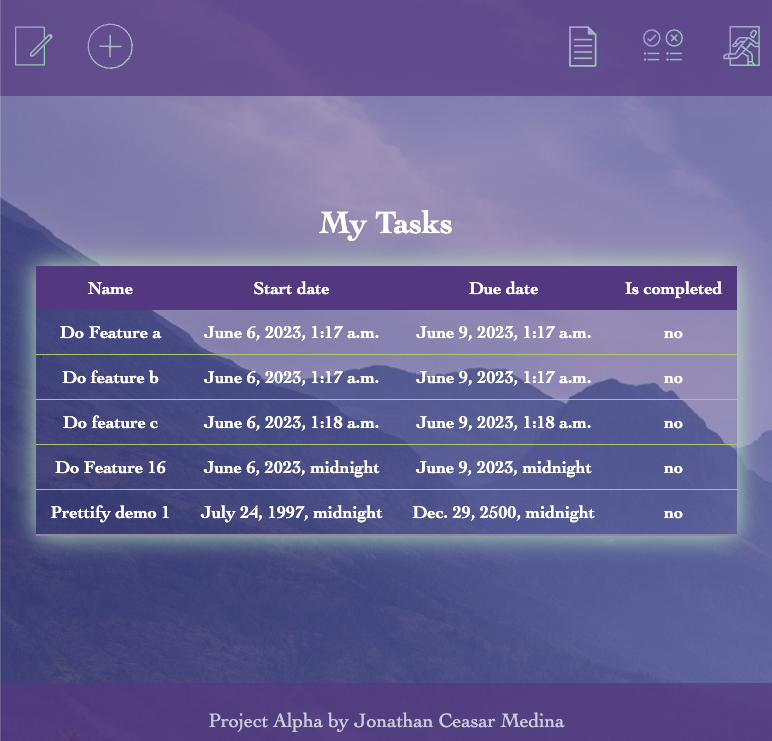 My Tasks
Name Start date Due date Is completed
Do Feature a June 6, 2023, 1:17 a.m. June 9, 2023, 1:17 a.m. no
Do feature b June 6, 2023, 1:17 a.m. June 9, 2023, 1:17 a.m. no
Do feature c June 6, 2023, 1:18 a.m. June 9, 2023, 1:18 a.m. no
Do Feature 16 June 6, 2023, midnight June 9, 2023, midnight no
Prettify demo 1 July 24, 1997, midnight Dec. 29, 2500, midnight no
Project Alpha by Jonathan Ceasar Medina